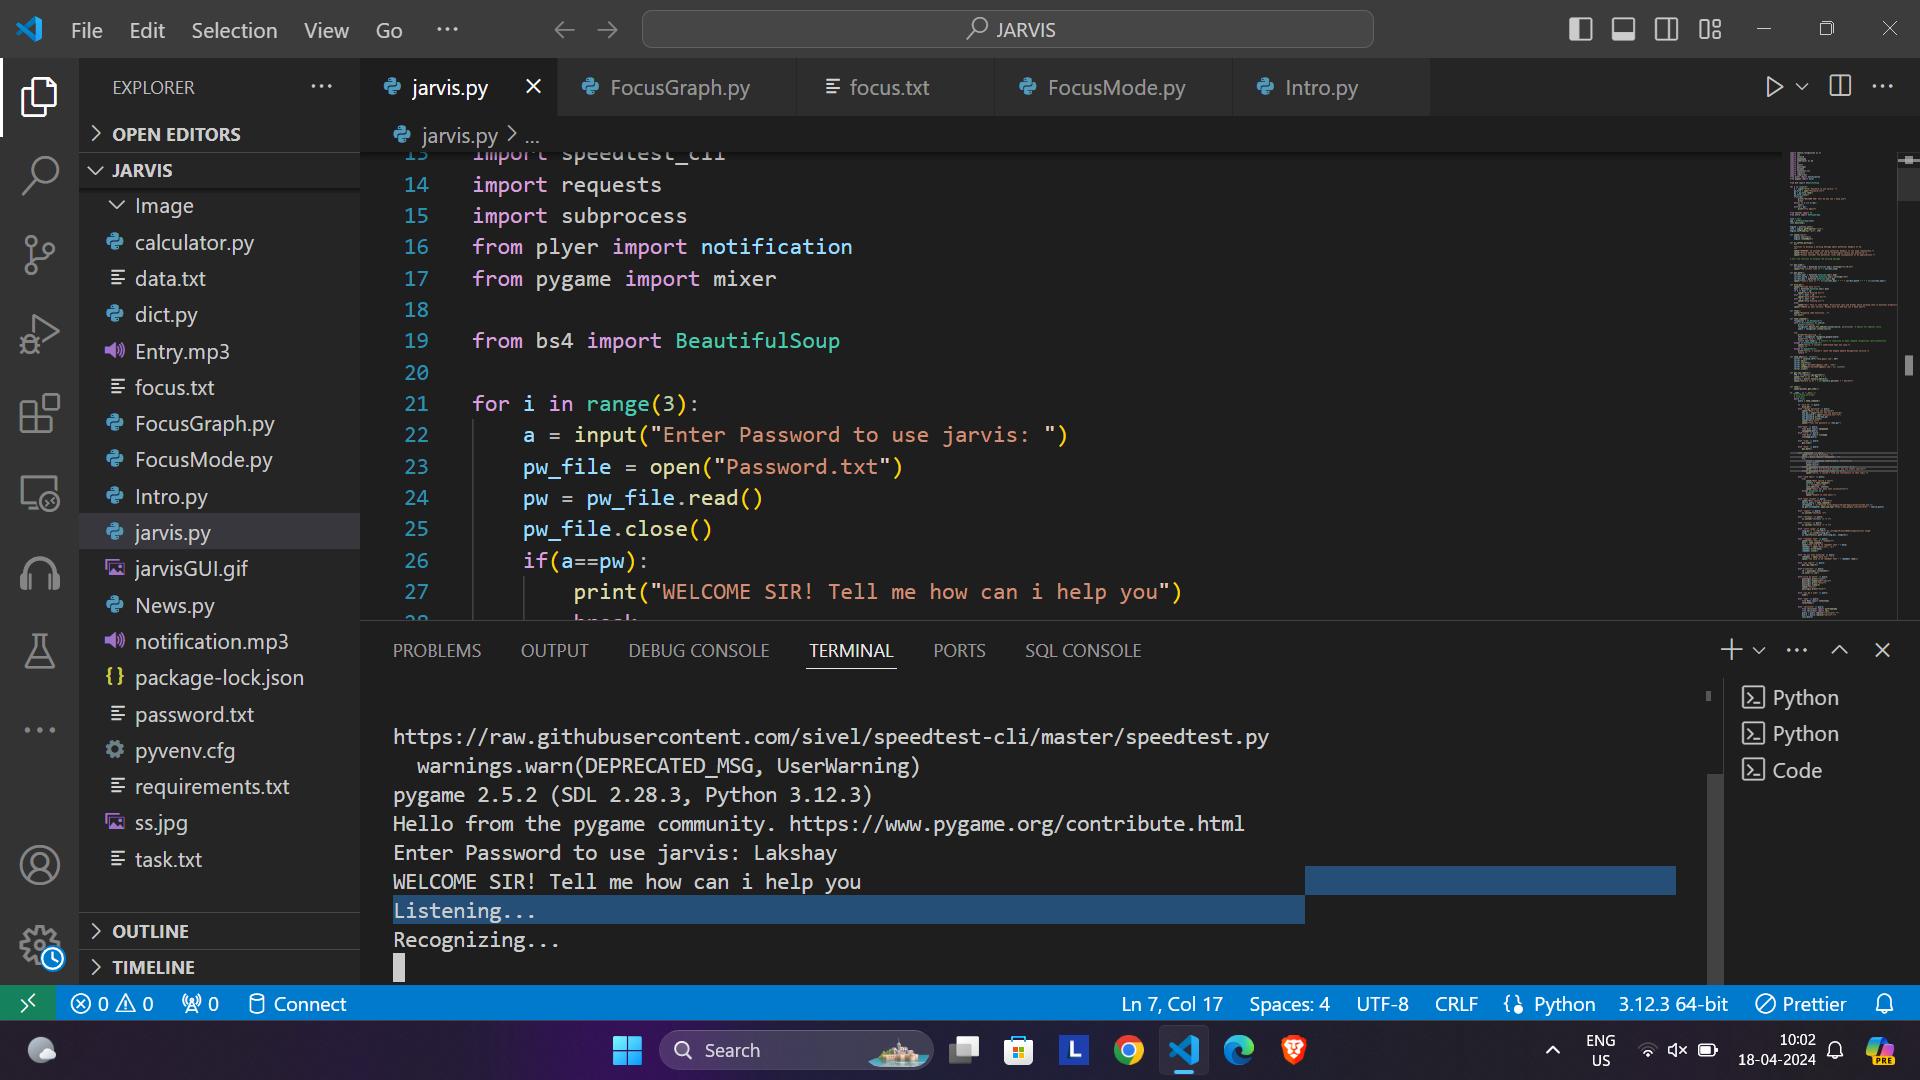 File Edit Selection View Go ...
JARVIS
EXPLORER
OPEN EDITORS
JARVIS
Image
calculator.py
data.txt
dict.py
Entry.mp3
focus.txt
FocusGraph.py
FocusMode.py
Intro.py
jarvis.py
jarvisGUI.gif
News.py
notification.mp3
package-lock.json
password.txt
pyvenv.cfg
requirements.txt
ss.jpg
task.txt
OUTLINE
TIMELINE
jarvis.py FocusGraph.py focus.txt FocusMode.py Intro.py
jarvis.py > ...
13 import speedtest_cli
14 import requests
15 import subprocess
16 from plyer import notification
17 from pygame import mixer
18
19 from bs4 import BeautifulSoup
20
21 for i in range(3):
22 a = input("Enter Password to use jarvis: ")
23 pw_file = open("Password.txt")
24 pw = pw_file.read()
25 pw_file.close()
26 if(a==pw):
27 print("WELCOME SIR! Tell me how can i help you")
28 break
PROBLEMS OUTPUT DEBUG CONSOLE TERMINAL PORTS SQL CONSOLE
https://raw.githubusercontent.com/sivel/speedtest-cli/master/speedtest.py
warnings.warn(DEPRECATED_MSG, UserWarning)
pygame 2.5.2 (SDL 2.28.3, Python 3.12.3)
Hello from the pygame community. https://www.pygame.org/contribute.html
Enter Password to use jarvis: Lakshay
WELCOME SIR! Tell me how can i help you
Listening...
Recognizing...
Python
Python
Code
0 0 0 Connect Ln 7, Col 17 Spaces: 4 UTF-8 CRLF Python 3.12.3 64-bit Prettier
Search
L
ENG
US
10:02
18-04-2024
PRE